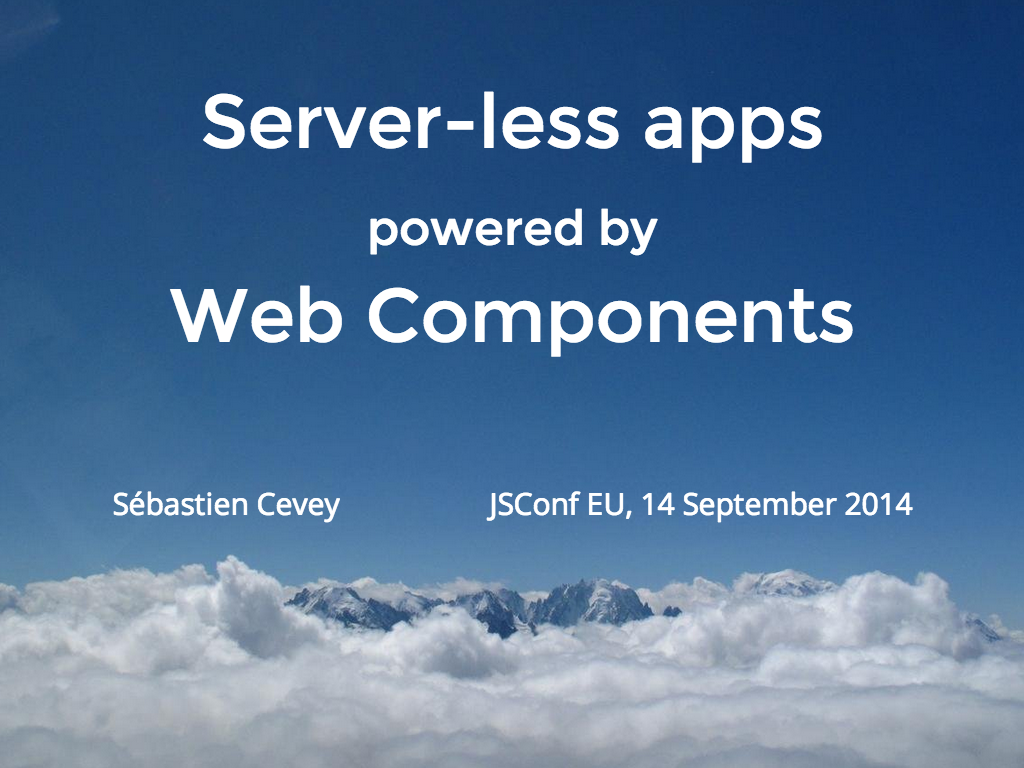 Server-less apps
powered by
Web Components
Sébastien Cevey
JSConf EU, 14 September 2014